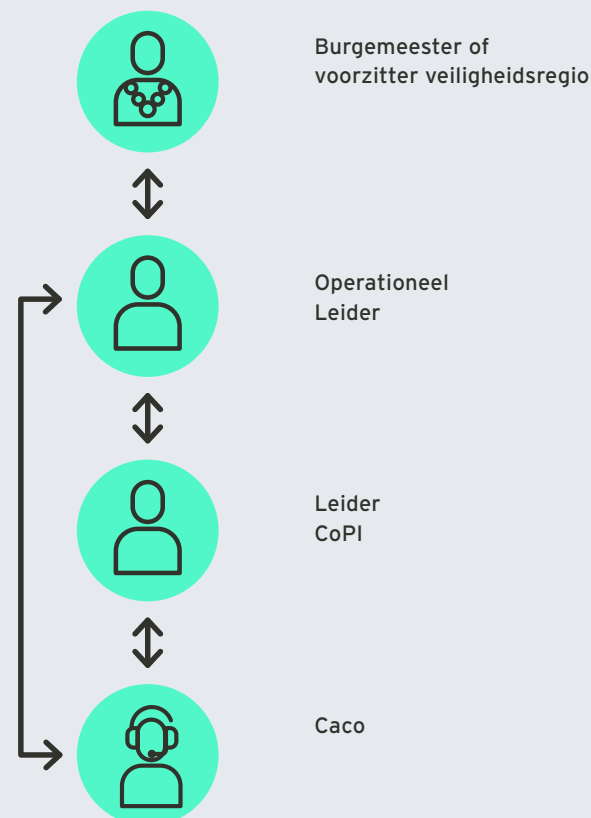 Burgemeester of
voorzitter veiligheidsregio
Operationeel
Leider
Leider
CoPI
Caco